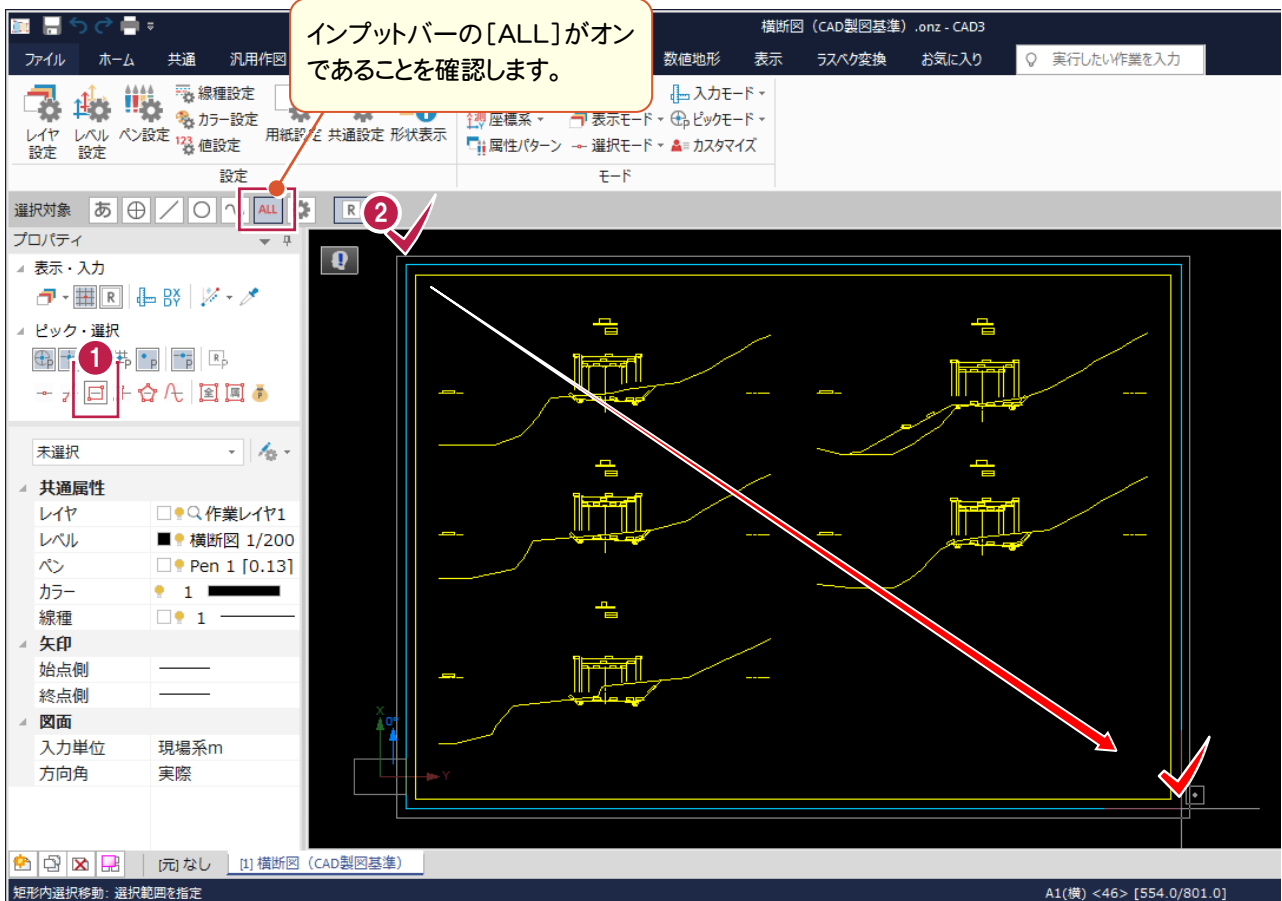 インプットバーの[ALL]がオン
であることを確認します。
横断図（CAD製図基準）.onz - CAD3
ファイル ホーム 共通 汎用作図 数値地形 表示 ラスベク変換 お気に入り 実行したい作業を入力
レイヤ
設定
レベル
設定
ペン設定
線種設定
カラー設定
123 値設定
用紙設定 共通設定 形状表示
設定
入力モード
座標系 表示モード ピックモード
属性パターン 選択モード カスタマイズ
モード
選択対象 あ ALL R
2
プロパティ
表示・入力
R DX DY
ピック・選択
1
全 属
未選択
共通属性
レイヤ 作業レイヤ1
レベル 横断図 1/200
ペン Pen 1 [0.13]
カラー 1
線種 1
矢印
始点側
終点側
図面
入力単位 現場系m
方向角 実際
X
0°
Y
[元] なし [1] 横断図（CAD製図基準）
矩形内選択移動: 選択範囲を指定
A1(横) <46> [554.0/801.0]